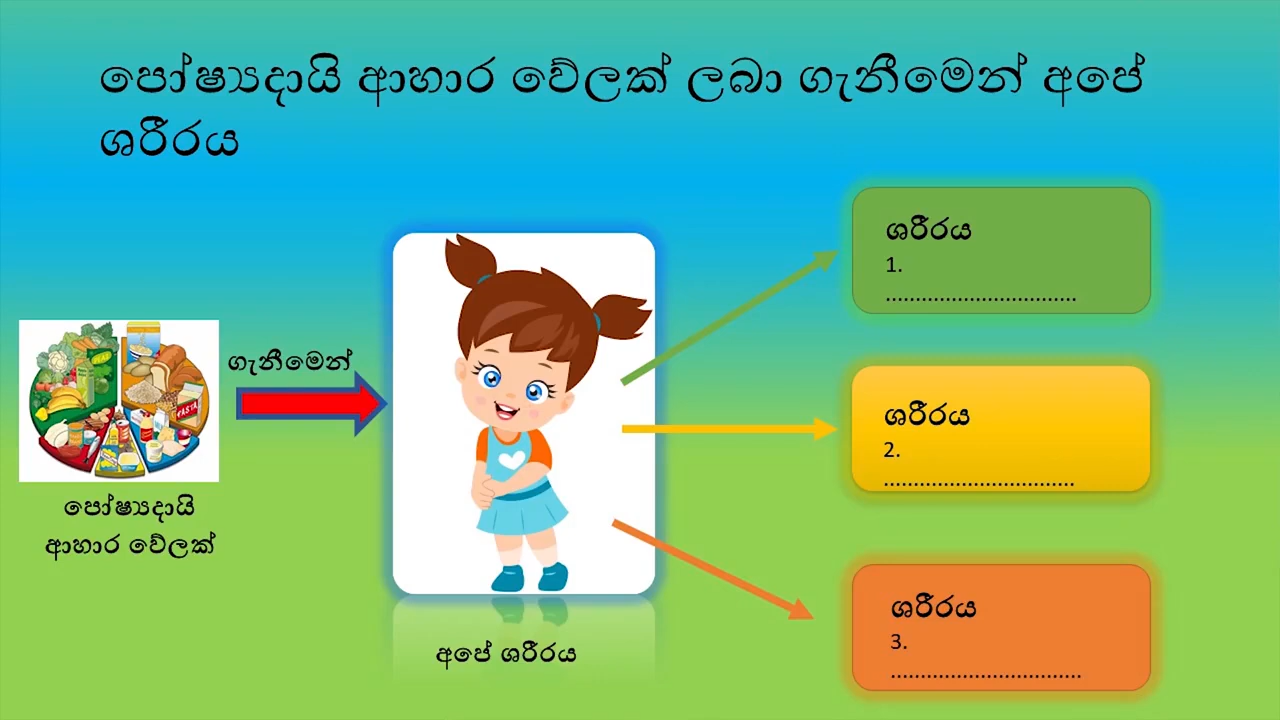 පෝෂ්‍යදායි ආහාර වේලක් ලබා ගැනීමෙන් අපේ
ශරීරය
ගැනීමෙන්
පෝෂ්‍යදායි
ආහාර වේලක්
අපේ ශරීරය
ශරීරය
1.
................................
ශරීරය
2.
................................
ශරීරය
3.
................................